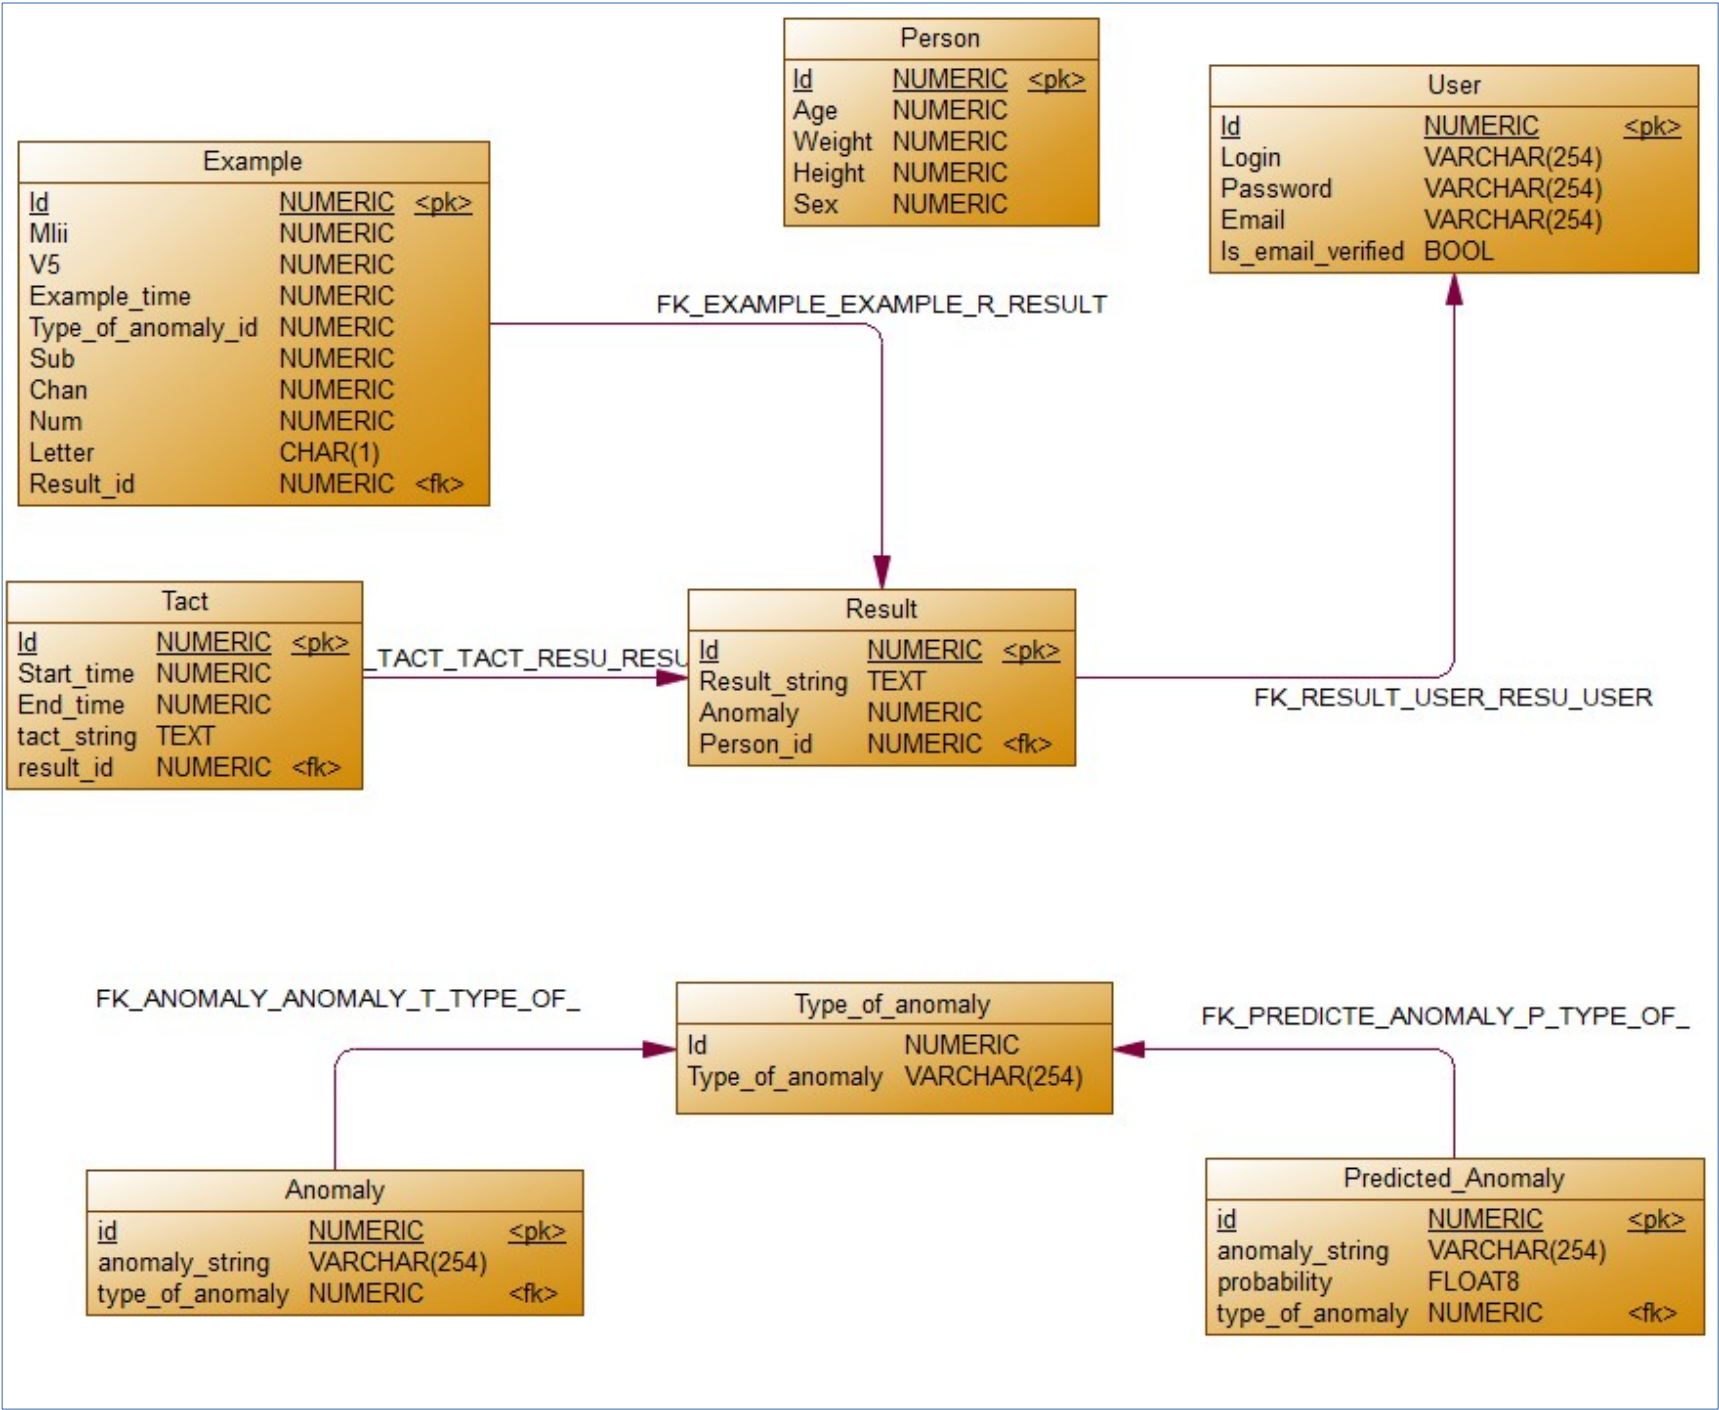 Person
Id NUMERIC <pk>
Age NUMERIC
Weight NUMERIC
Height NUMERIC
Sex NUMERIC
User
Id NUMERIC <pk>
Login VARCHAR(254)
Password VARCHAR(254)
Email VARCHAR(254)
Is_email_verified BOOL
Example
Id NUMERIC <pk>
Mlii NUMERIC
V5 NUMERIC
Example_time NUMERIC
Type_of_anomaly_id NUMERIC
Sub NUMERIC
Chan NUMERIC
Num NUMERIC
Letter CHAR(1)
Result_id NUMERIC <fk>
FK_EXAMPLE_EXAMPLE_R_RESULT
Tact
Id NUMERIC <pk>
Start_time NUMERIC
End_time NUMERIC
tact_string TEXT
result_id NUMERIC <fk>
_TACT_TACT_RESU_RESU
Result
Id NUMERIC <pk>
Result_string TEXT
Anomaly NUMERIC
Person_id NUMERIC <fk>
FK_RESULT_USER_RESU_USER
FK_ANOMALY_ANOMALY_T_TYPE_OF_
Type_of_anomaly
Id NUMERIC
Type_of_anomaly VARCHAR(254)
FK_PREDICTE_ANOMALY_P_TYPE_OF_
Anomaly
id NUMERIC <pk>
anomaly_string VARCHAR(254)
type_of_anomaly NUMERIC <fk>
Predicted_Anomaly
id NUMERIC <pk>
anomaly_string VARCHAR(254)
probability FLOAT8
type_of_anomaly NUMERIC <fk>